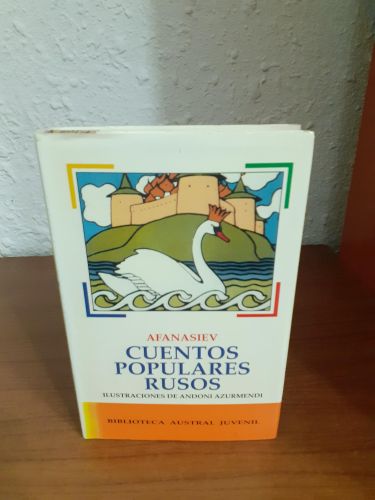 AFANASIEV
CUENTOS
POPULARES
RUSOS
ILUSTRACIONES DE ANDONI AZURMENDI
BIBLIOTECA AUSTRAL JUVENIL